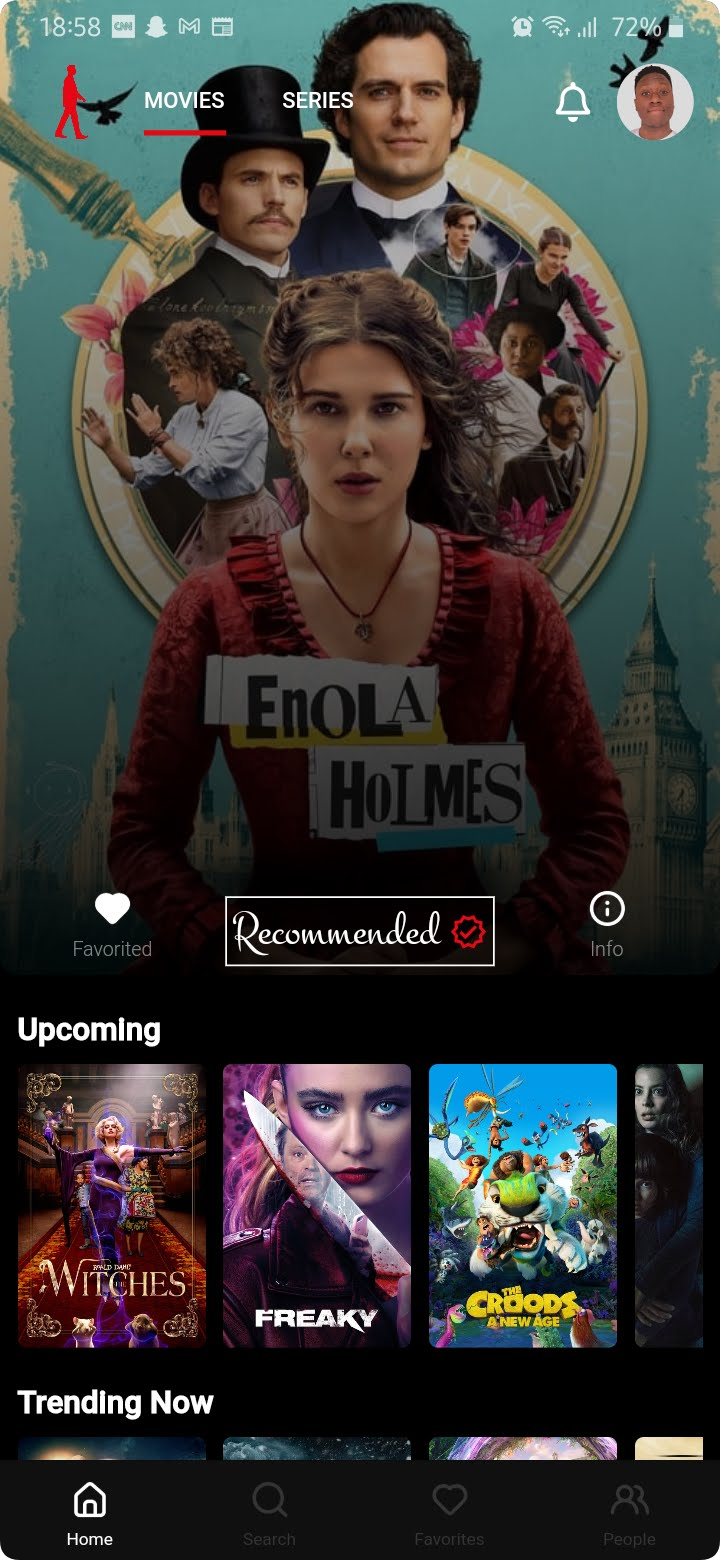 18:58
CNN
72%
MOVIES
SERIES
EnOLA
HOLMES
Favorited
Recommended
Info
Upcoming
ROALD DAHL'S
THE
WITCHES
FREAKY
THE
CROODS
A NEW AGE
Trending Now
Home
Search
Favorites
People